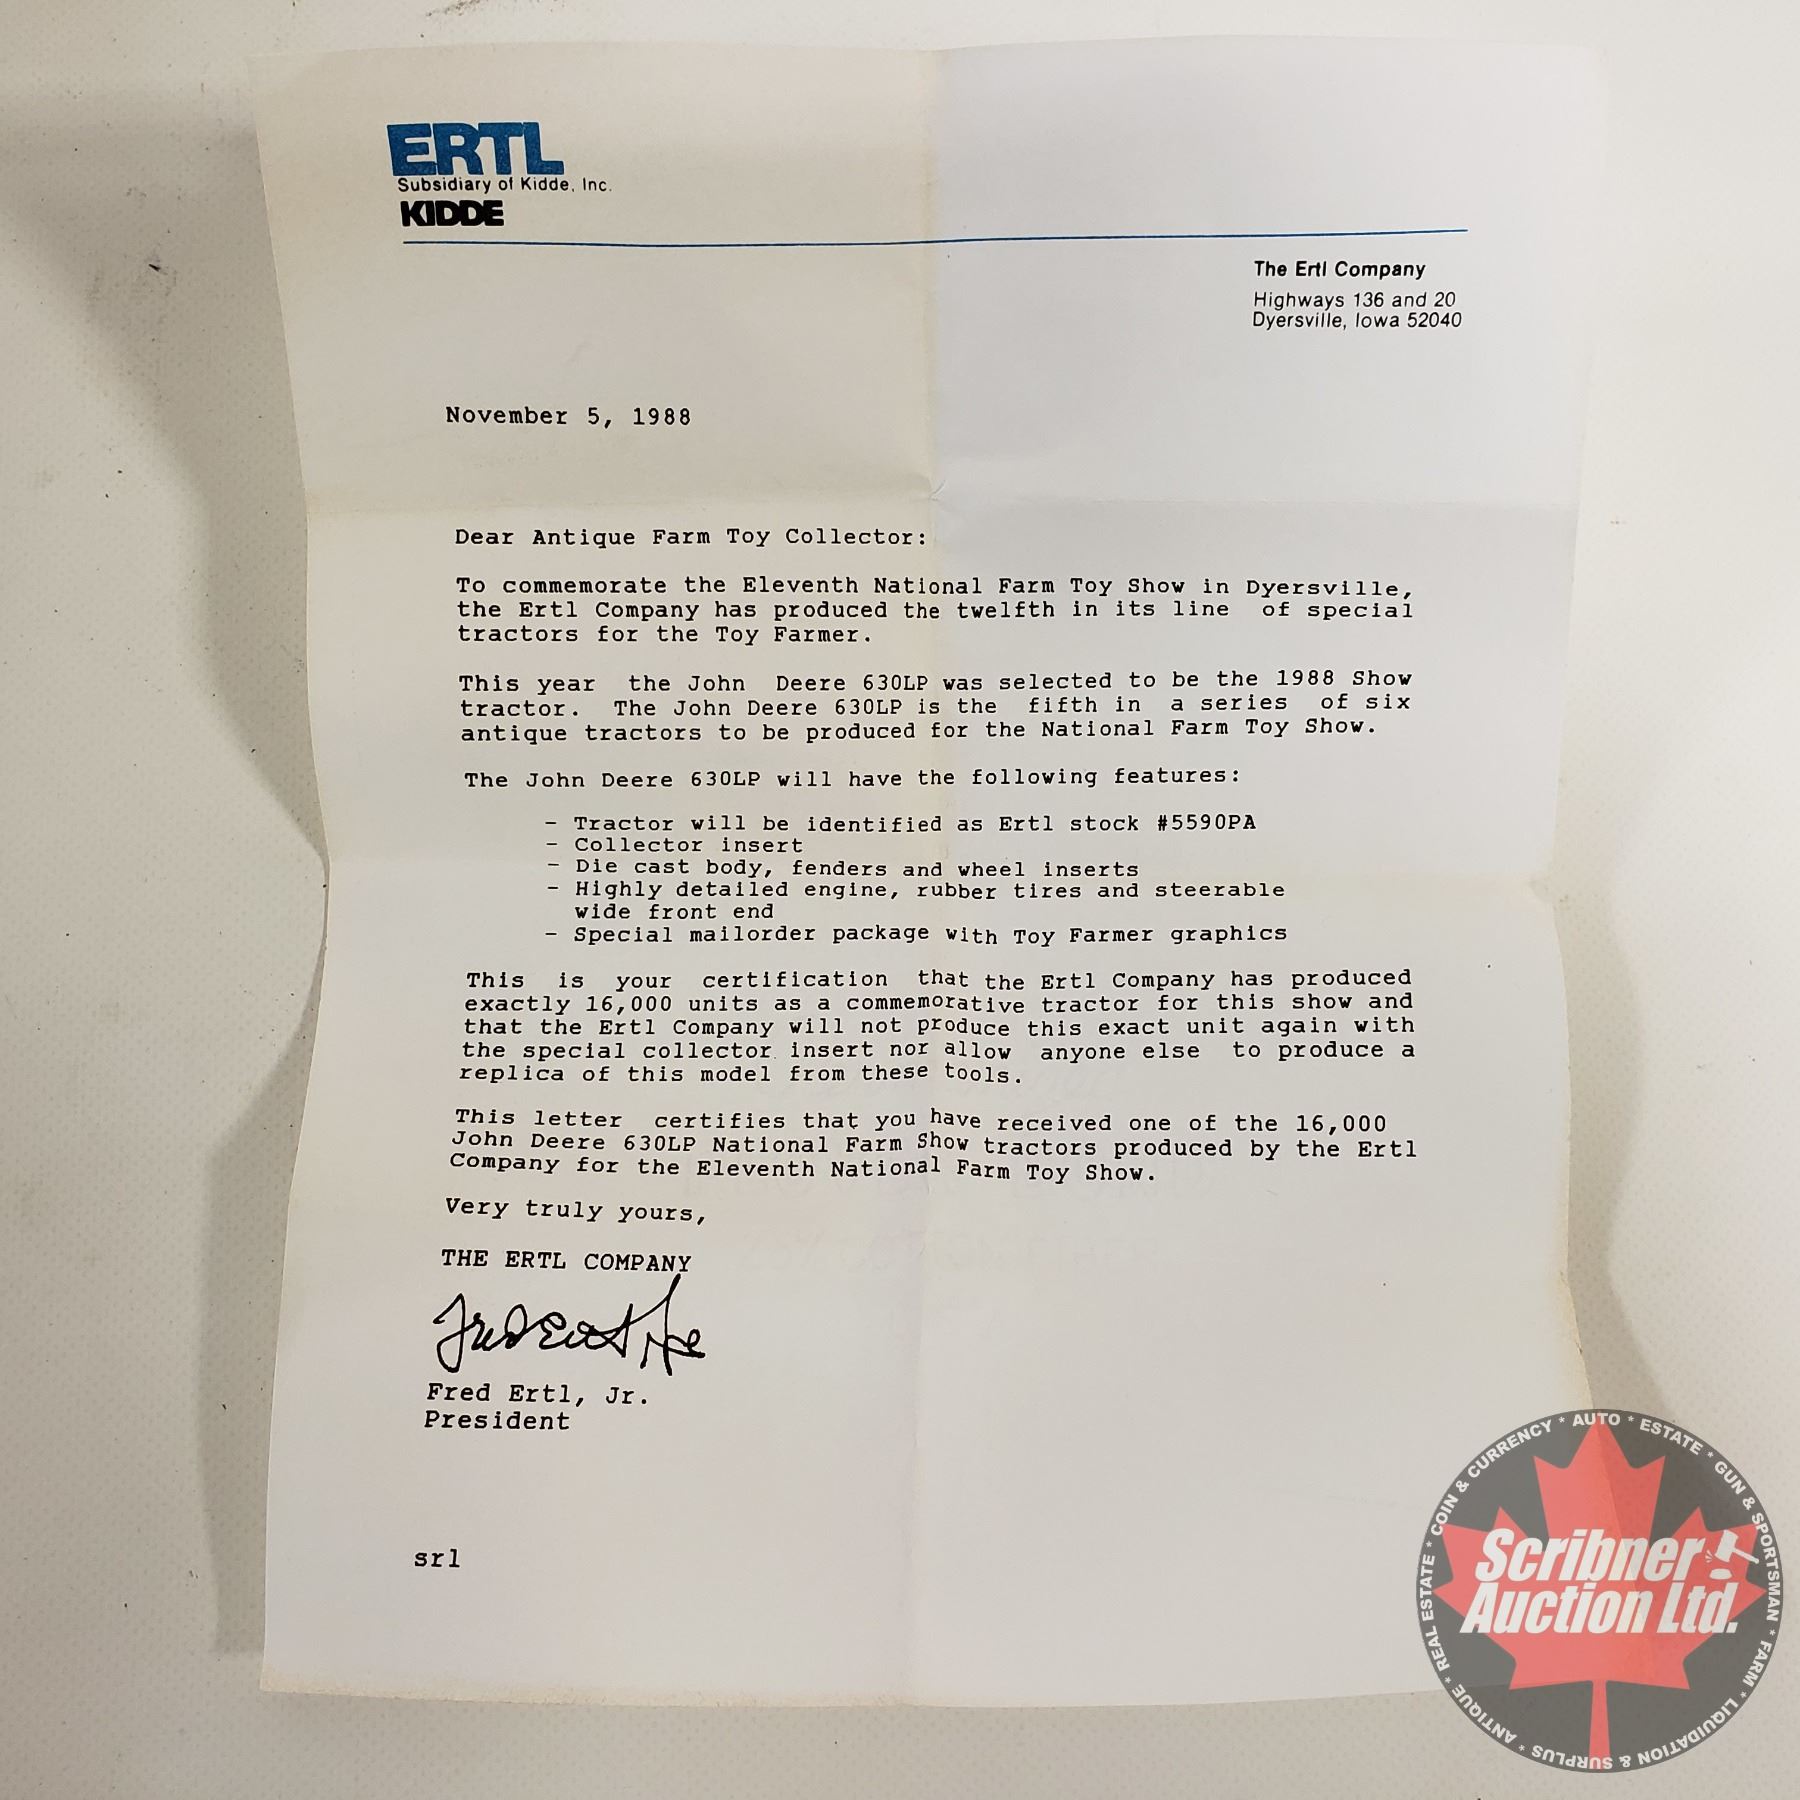 ERTL
Subsidiary of Kidde, Inc.
KIDDE
The Ertl Company
Highways 136 and 20
Dyersville, Iowa 52040
November 5, 1988
Dear Antique Farm Toy Collector:
To commemorate the Eleventh National Farm Toy Show in Dyersville,
the Ertl Company has produced the twelfth in its line of special
tractors for the Toy Farmer.
This year the John Deere 630LP was selected to be the 1988 Show
tractor. The John Deere 630LP is the fifth in a series of six
antique tractors to be produced for the National Farm Toy Show.
The John Deere 630LP will have the following features:
- Tractor will be identified as Ertl stock #5590PA
- Collector insert
- Die cast body, fenders and wheel inserts
- Highly detailed engine, rubber tires and steerable
wide front end
- Special mailorder package with Toy Farmer graphics
This is your certification that the Ertl Company has produced
exactly 16,000 units as a commemorative tractor for this show and
that the Ertl Company will not produce this exact unit again with
the special collector insert nor allow anyone else to produce a
replica of this model from these tools.
This letter certifies that you have received one of the 16,000
John Deere 630LP National Farm Show tractors produced by the Ertl
Company for the Eleventh National Farm Toy Show.
Very truly yours,
THE ERTL COMPANY
Fred Ertl, Jr.
President
srl
Scribner
Auction Ltd.
* AUTO * ESTATE * GUN & SPORTSMAN * FARM * LIQUIDATION & SURPLUS * ANTIQUE * REAL ESTATE * COIN & CURRENCY